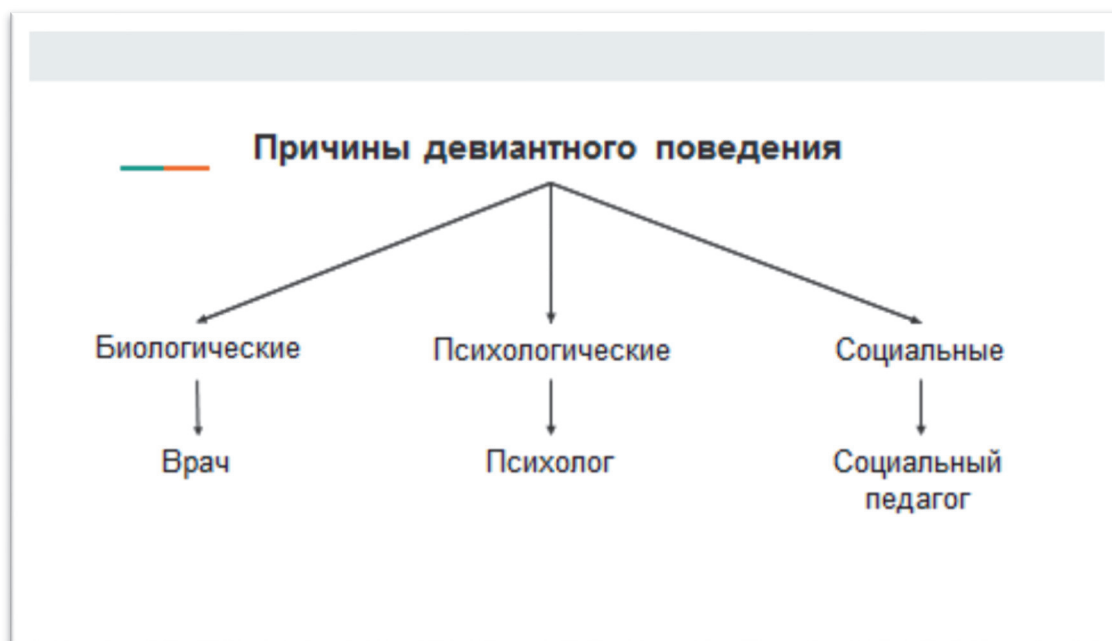 Причины девиантного поведения
Биологические
Психологические
Социальные
Врач
Психолог
Социальный
педагог